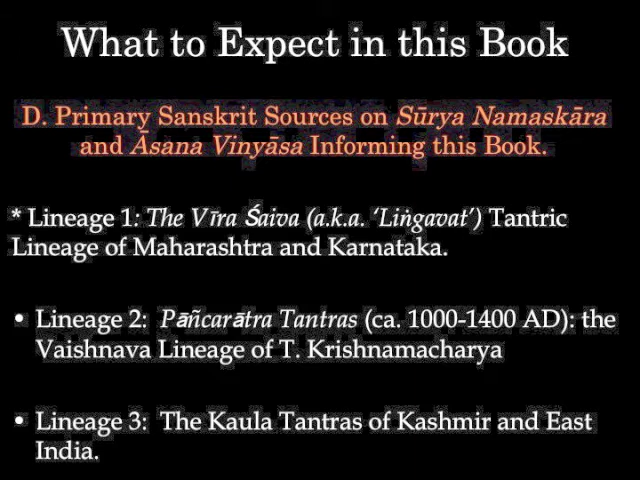 What to Expect in this Book
D. Primary Sanskrit Sources on Sūrya Namaskāra
and Āsana Vinyāsa Informing this Book.
* Lineage 1: The Vīra Śaiva (a.k.a. ‘Liṅgavat’) Tantric
Lineage of Maharashtra and Karnataka.
• Lineage 2: Pāñcarātra Tantras (ca. 1000-1400 AD): the
Vaishnava Lineage of T. Krishnamacharya
• Lineage 3: The Kaula Tantras of Kashmir and East
India.